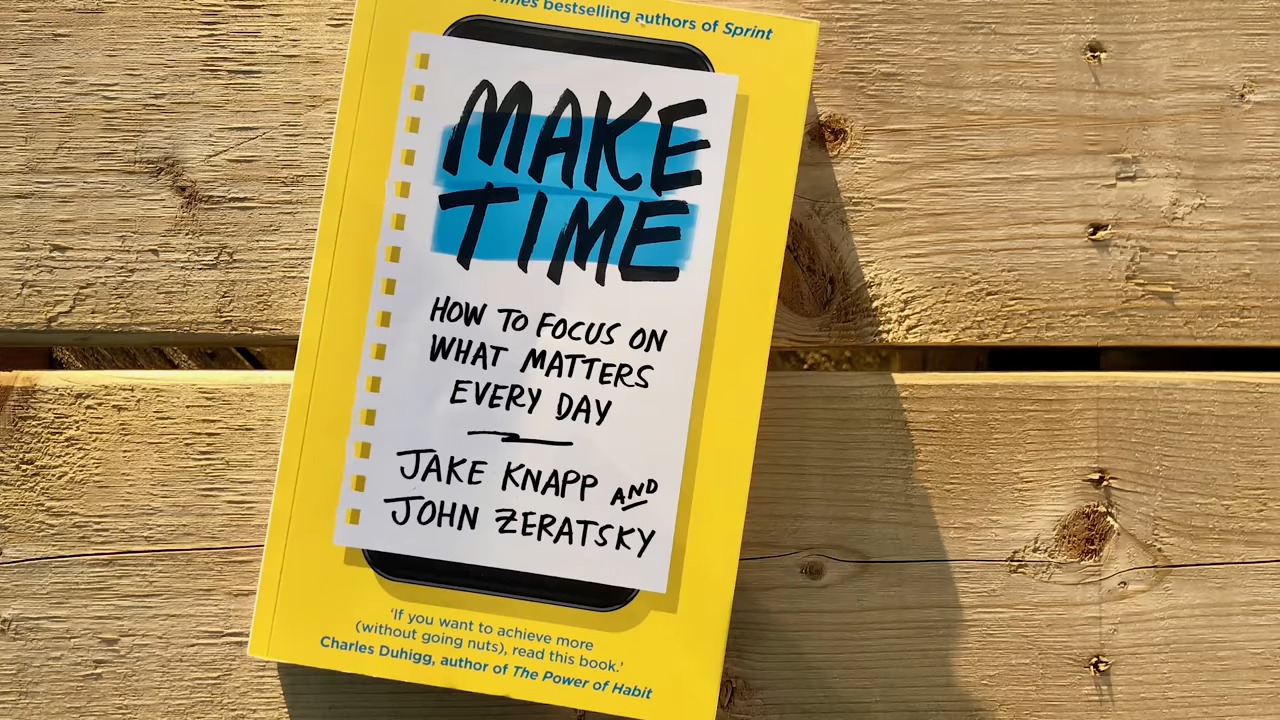 Times bestselling authors of Sprint
MAKE
TIME
HOW TO FOCUS ON
WHAT MATTERS
EVERY DAY
JAKE KNAPP AND
JOHN ZERATSKY
'If you want to achieve more
(without going nuts), read this book.'
Charles Duhigg, author of The Power of Habit